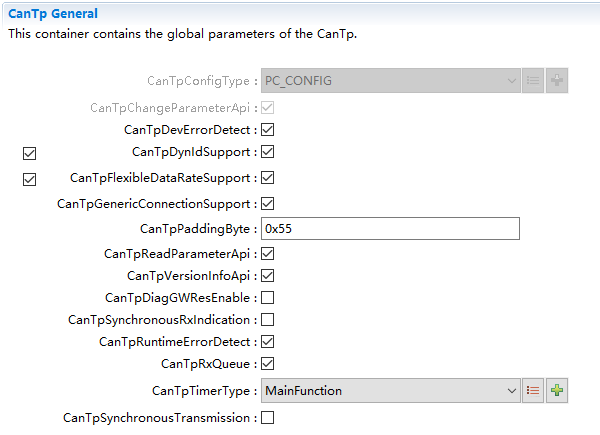 CanTp General
This container contains the global parameters of the CanTp.
CanTpConfigType : PC_CONFIG
CanTpChangeParameterApi :
CanTpDevErrorDetect :
CanTpDynIdSupport :
CanTpFlexibleDataRateSupport :
CanTpGenericConnectionSupport :
CanTpPaddingByte : 0x55
CanTpReadParameterApi :
CanTpVersionInfoApi :
CanTpDiagGWResEnable :
CanTpSynchronousRxIndication :
CanTpRuntimeErrorDetect :
CanTpRxQueue :
CanTpTimerType : MainFunction
CanTpSynchronousTransmission :